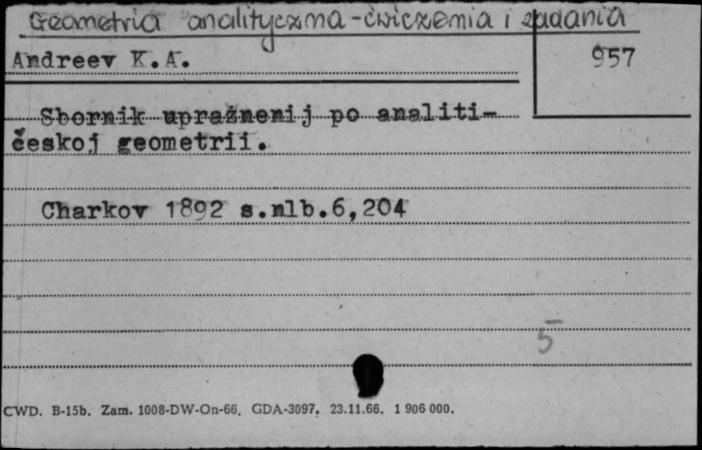 Geometria analityczna - ćwiczenia i zadania
Andreev K.A.
957
Sbornik upražnenij po analiti-
českoj geometrii.
Charkov 1892 s.nlb.6,204
5
CWD. B-15b. Zam. 1008-DW-On-66. GDA-3097. 23.11.66. 1 906 000.